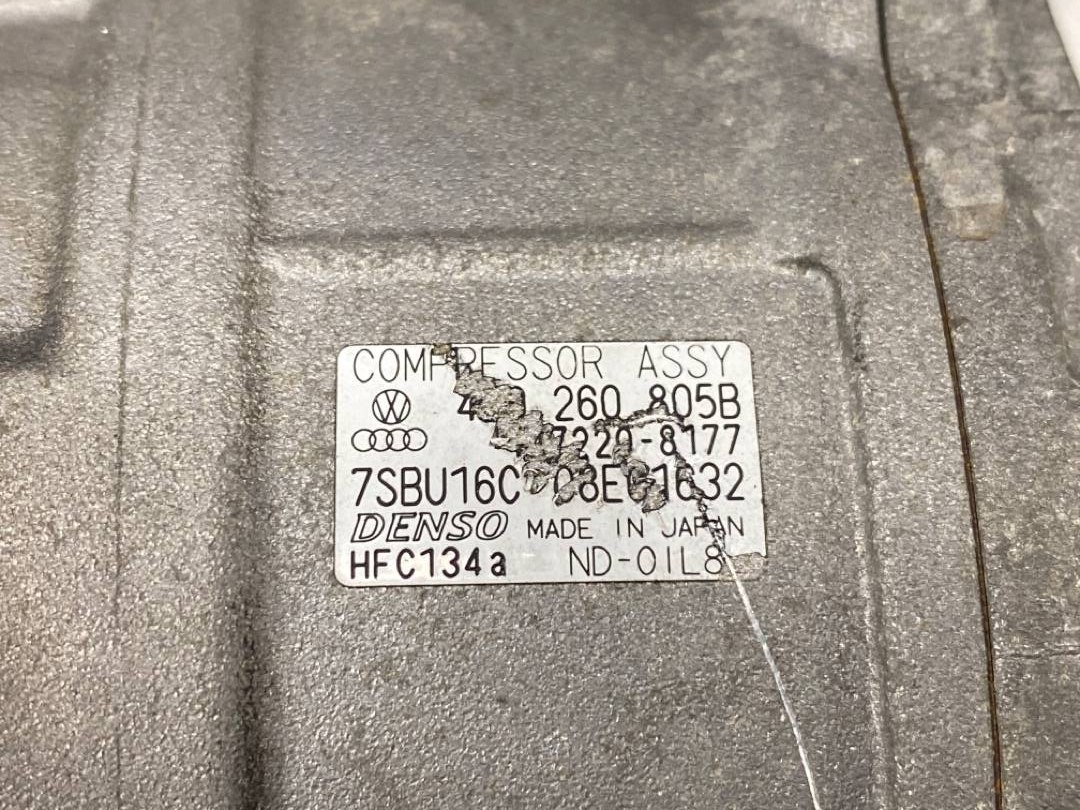 COMPRESSOR ASSY
260 805B
7SBU16C
DENSO MADE IN JAPAN
HFC134a ND-OIL8